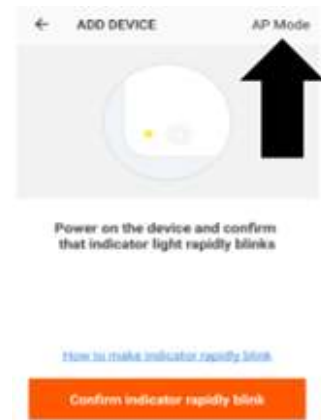 ← ADD DEVICE AP Mode
Power on the device and confirm
that indicator light rapidly blinks
How to make indicator rapidly blink
Confirm indicator rapidly blink